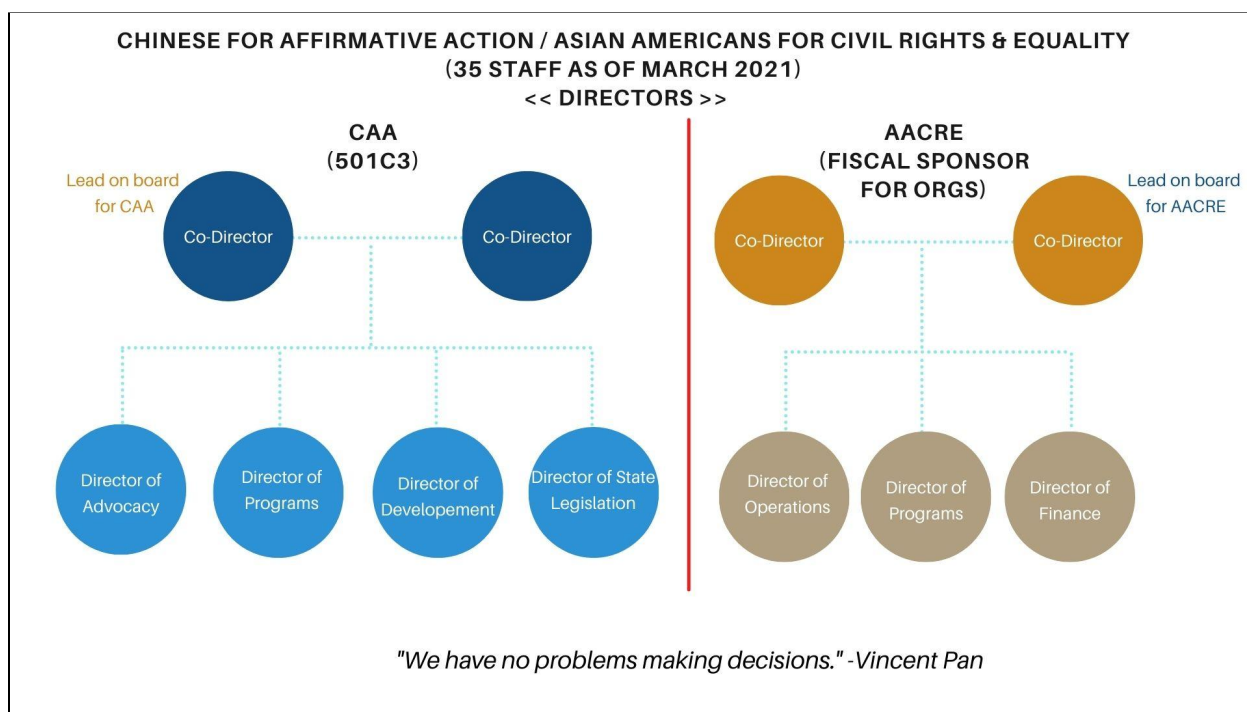 CHINESE FOR AFFIRMATIVE ACTION / ASIAN AMERICANS FOR CIVIL RIGHTS & EQUALITY
(35 STAFF AS OF MARCH 2021)
<< DIRECTORS >>
CAA
(501C3)
Lead on board
for CAA
Co-Director
Co-Director
Director of
Advocacy
Director of
Programs
Director of
Developement
Director of State
Legislation
AACRE
(FISCAL SPONSOR
FOR ORGS)
Co-Director
Co-Director
Lead on board
for AACRE
Director of
Operations
Director of
Programs
Director of
Finance
"We have no problems making decisions." -Vincent Pan